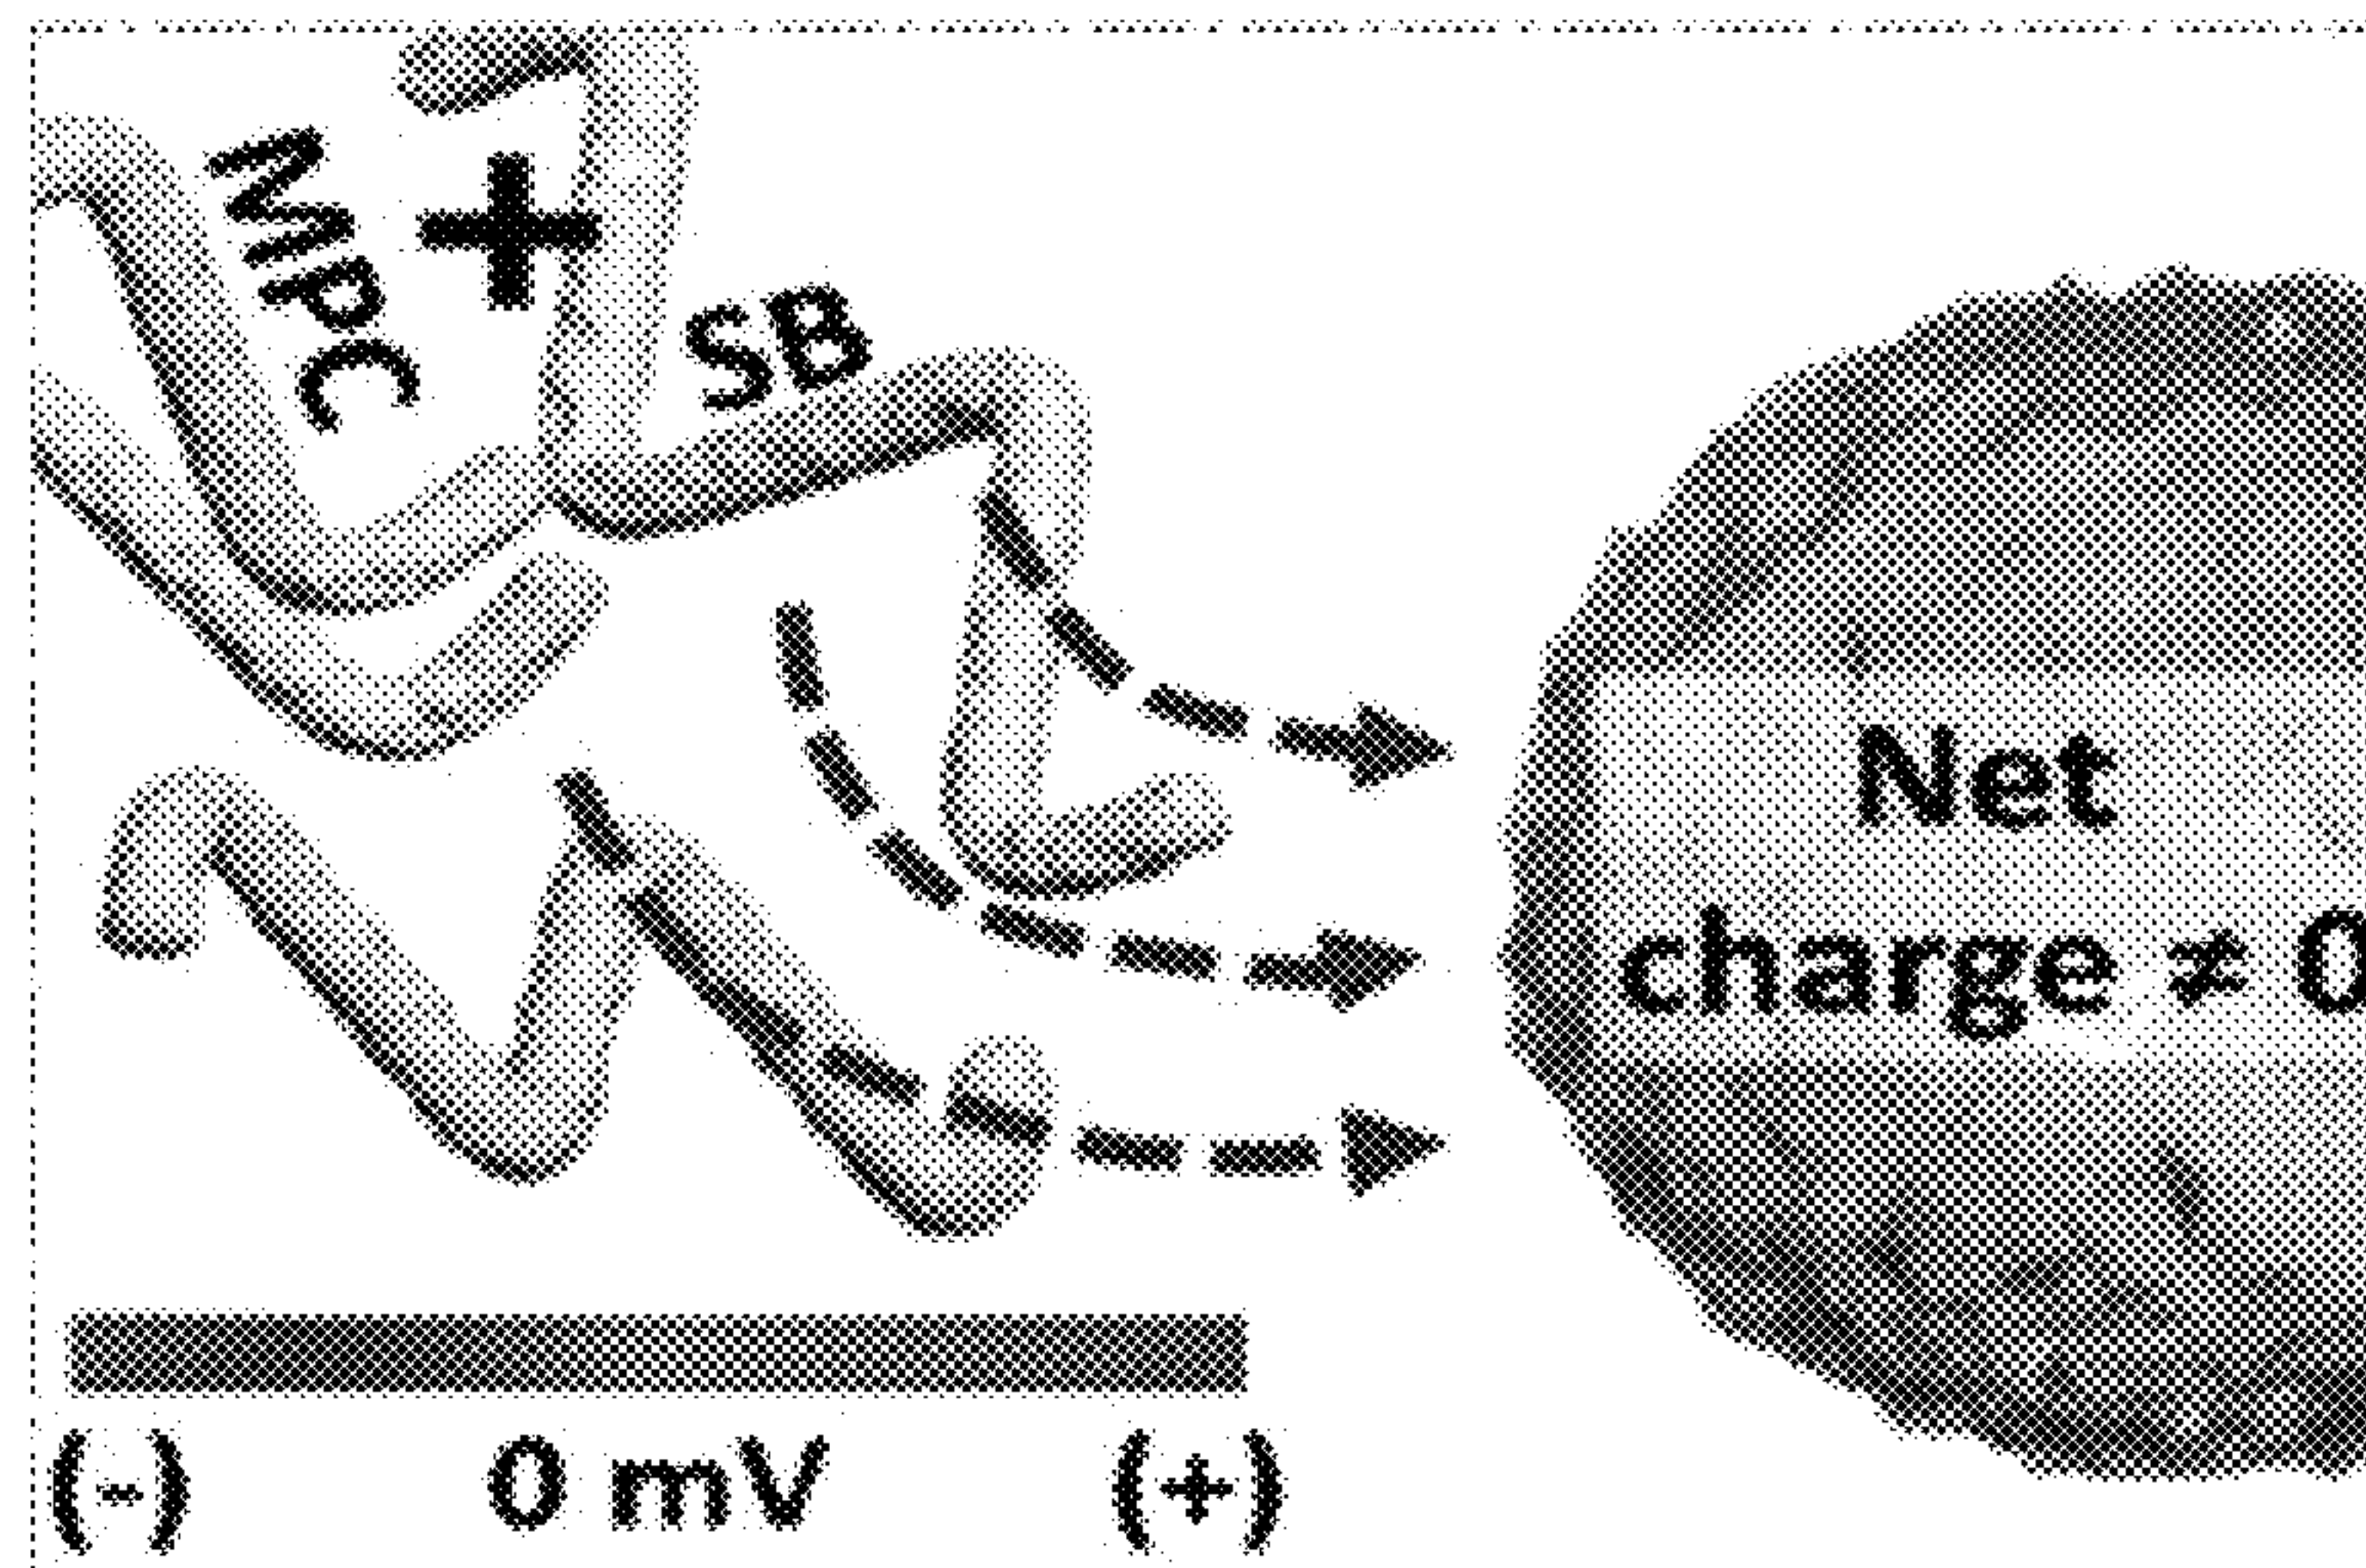 MPC
+
SB
Net
charge ≠ 0
(-) 0 mV (+)